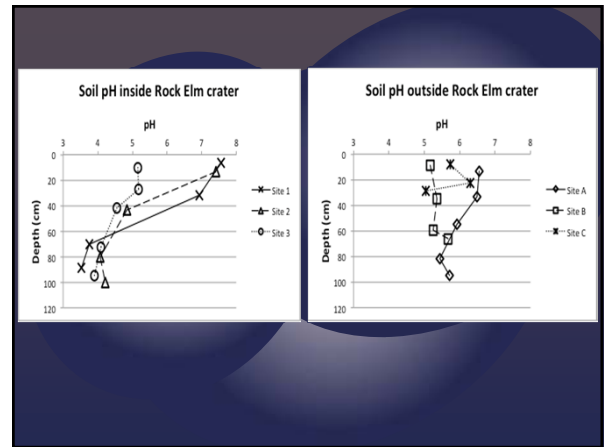 Soil pH inside Rock Elm crater
pH
3 4 5 6 7 8
0
20
40
60
80
100
120
Depth (cm)
Site 1
Site 2
Site 3
Soil pH outside Rock Elm crater
pH
3 4 5 6 7 8
0
20
40
60
80
100
120
Depth (cm)
Site A
Site B
Site C